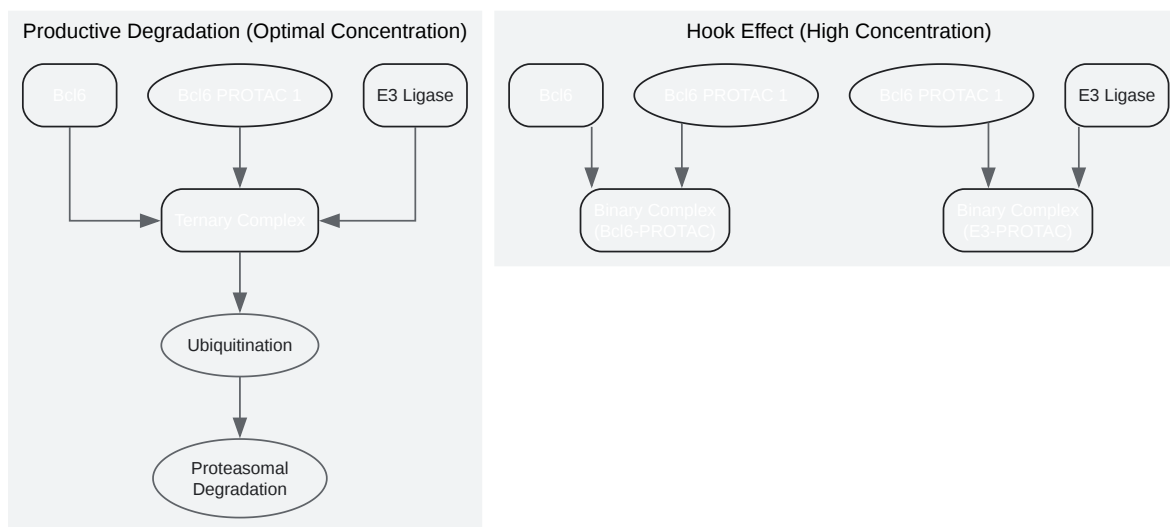 Productive Degradation (Optimal Concentration)
Bcl6
Bcl6 PROTAC 1
E3 Ligase
Ternary Complex
Ubiquitination
Proteasomal
Degradation
Hook Effect (High Concentration)
Bcl6
Bcl6 PROTAC 1
Bcl6 PROTAC 1
E3 Ligase
Binary Complex
(Bcl6-PROTAC)
Binary Complex
(E3-PROTAC)